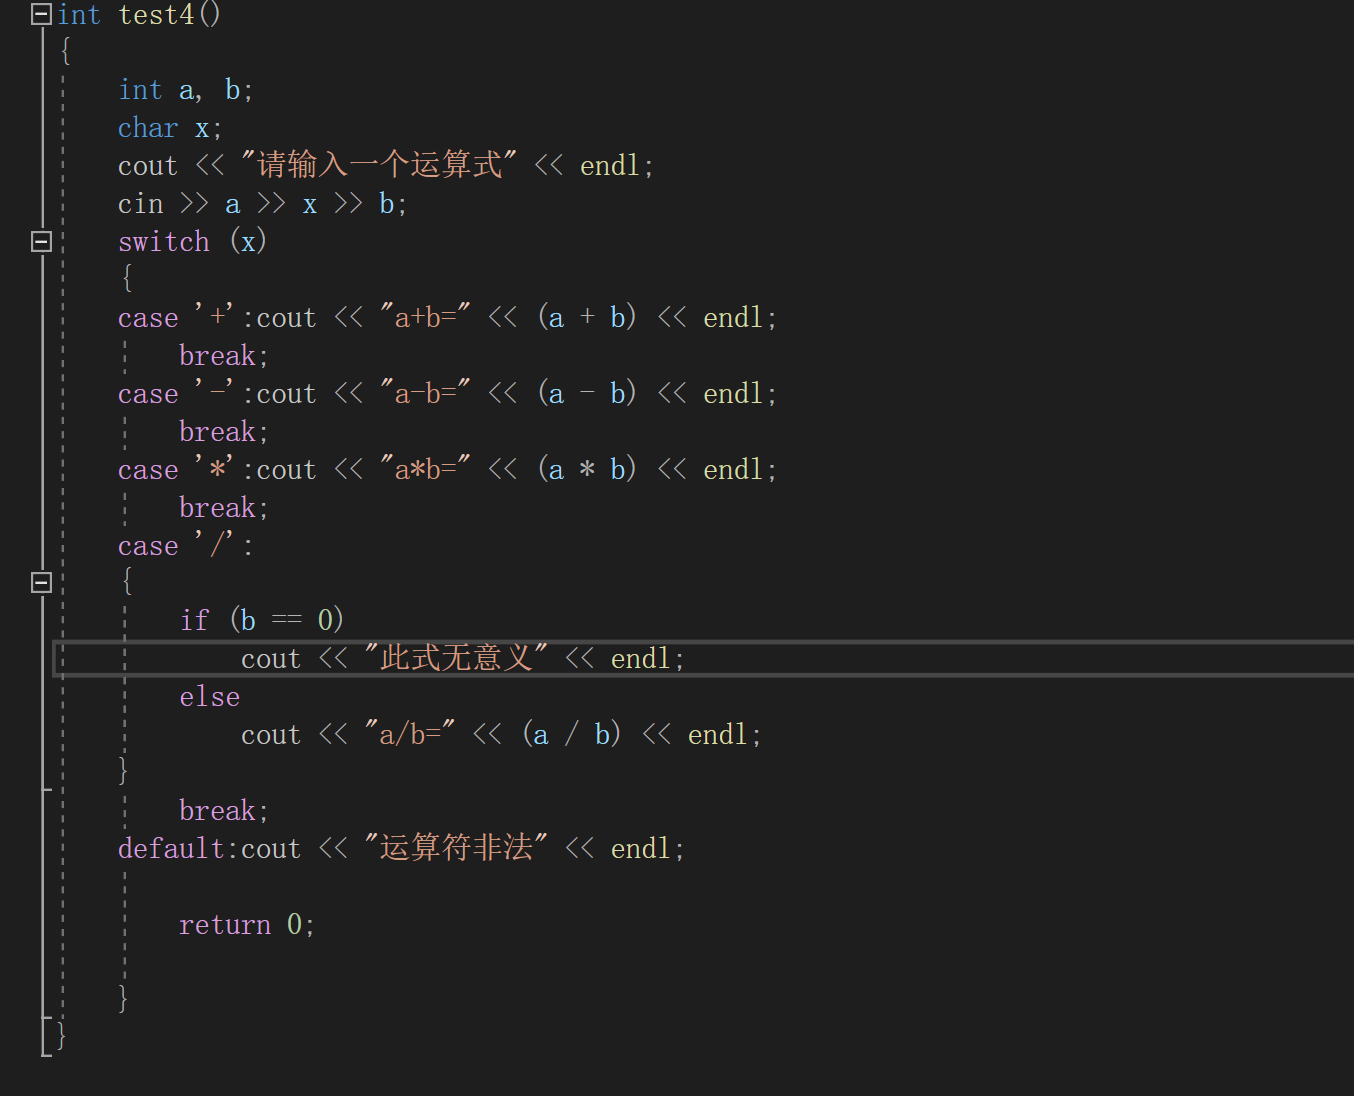 int test4()
{
    int a, b;
    char x;
    cout << "请输入一个运算式" << endl;
    cin >> a >> x >> b;
    switch (x)
    {
    case '+':cout << "a+b=" << (a + b) << endl;
        break;
    case '-':cout << "a-b=" << (a - b) << endl;
        break;
    case '*':cout << "a*b=" << (a * b) << endl;
        break;
    case '/':
    {
        if (b == 0)
            cout << "此式无意义" << endl;
        else
            cout << "a/b=" << (a / b) << endl;
    }
        break;
    default:cout << "运算符非法" << endl;
        return 0;
    }
}